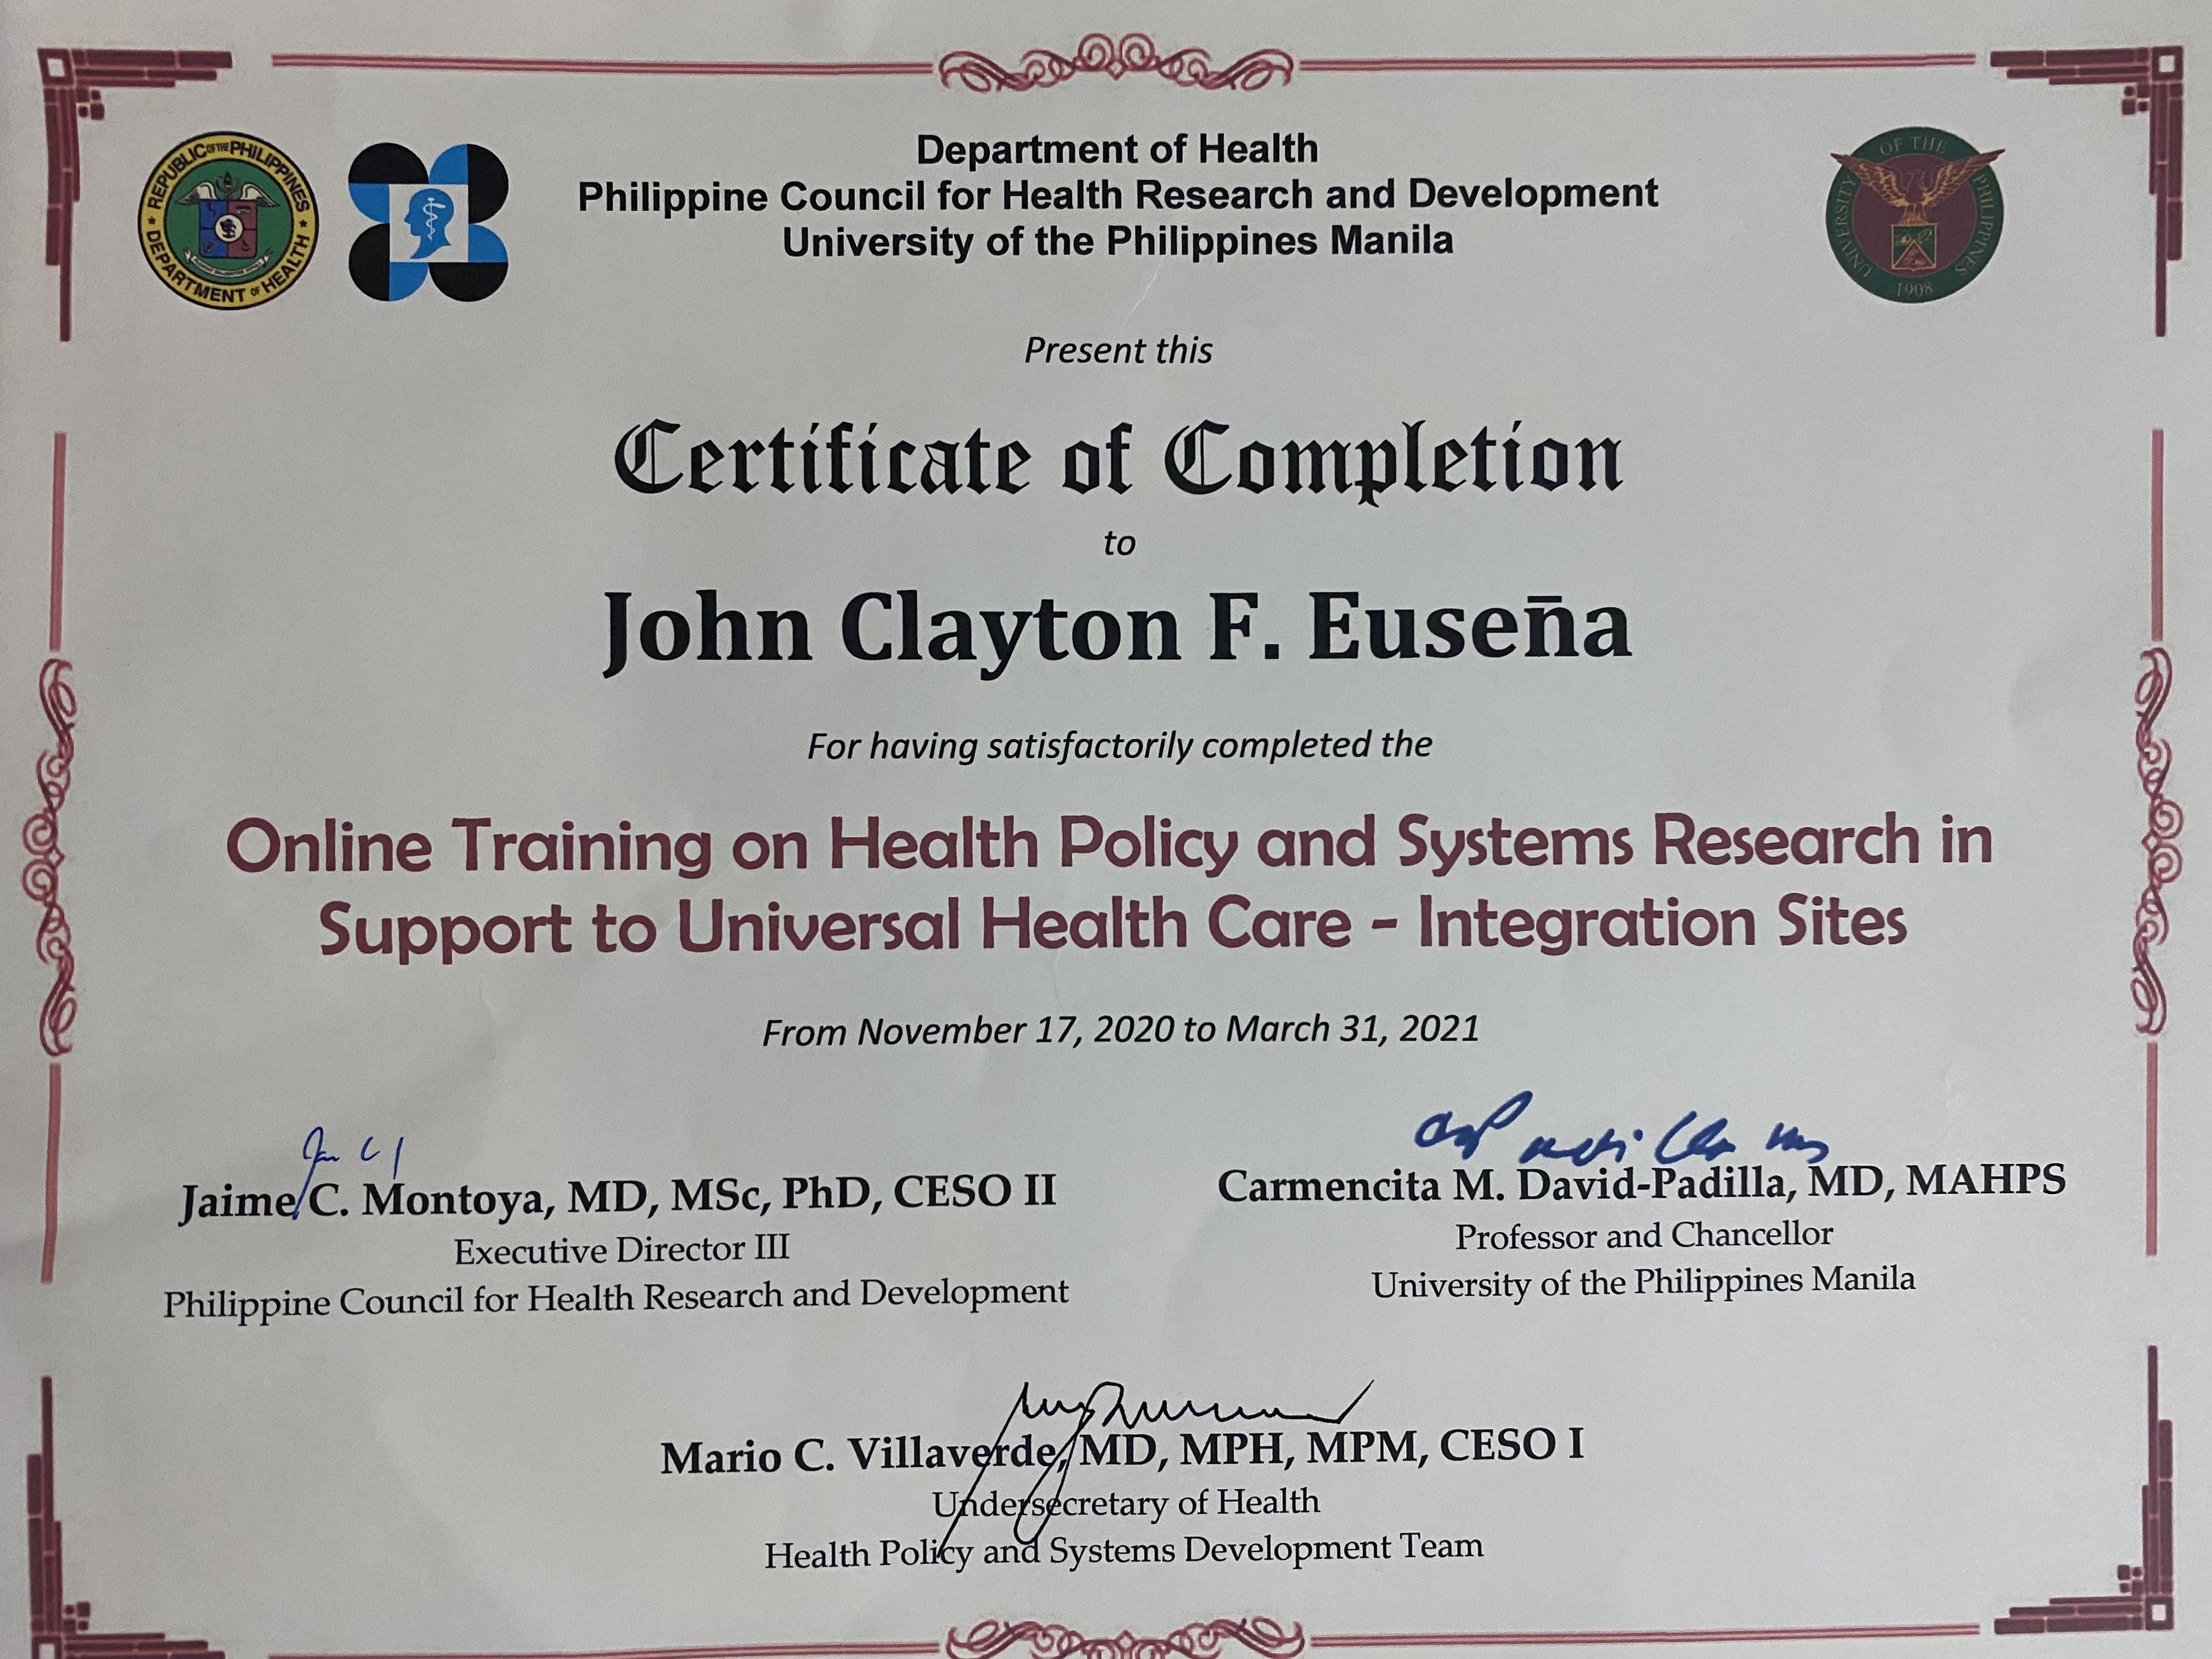 REPUBLIC OF THE PHILIPPINES
DEPARTMENT OF HEALTH
Department of Health
Philippine Council for Health Research and Development
University of the Philippines Manila
UNIVERSITY OF THE PHILIPPINES
1908
Present this
Certificate of Completion
to
John Clayton F. Euseña
For having satisfactorily completed the
Online Training on Health Policy and Systems Research in
Support to Universal Health Care - Integration Sites
From November 17, 2020 to March 31, 2021
Jaime C. Montoya, MD, MSc, PhD, CESO II
Executive Director III
Philippine Council for Health Research and Development
Carmencita M. David-Padilla, MD, MAHPS
Professor and Chancellor
University of the Philippines Manila
Mario C. Villaverde, MD, MPH, MPM, CESO I
Undersecretary of Health
Health Policy and Systems Development Team